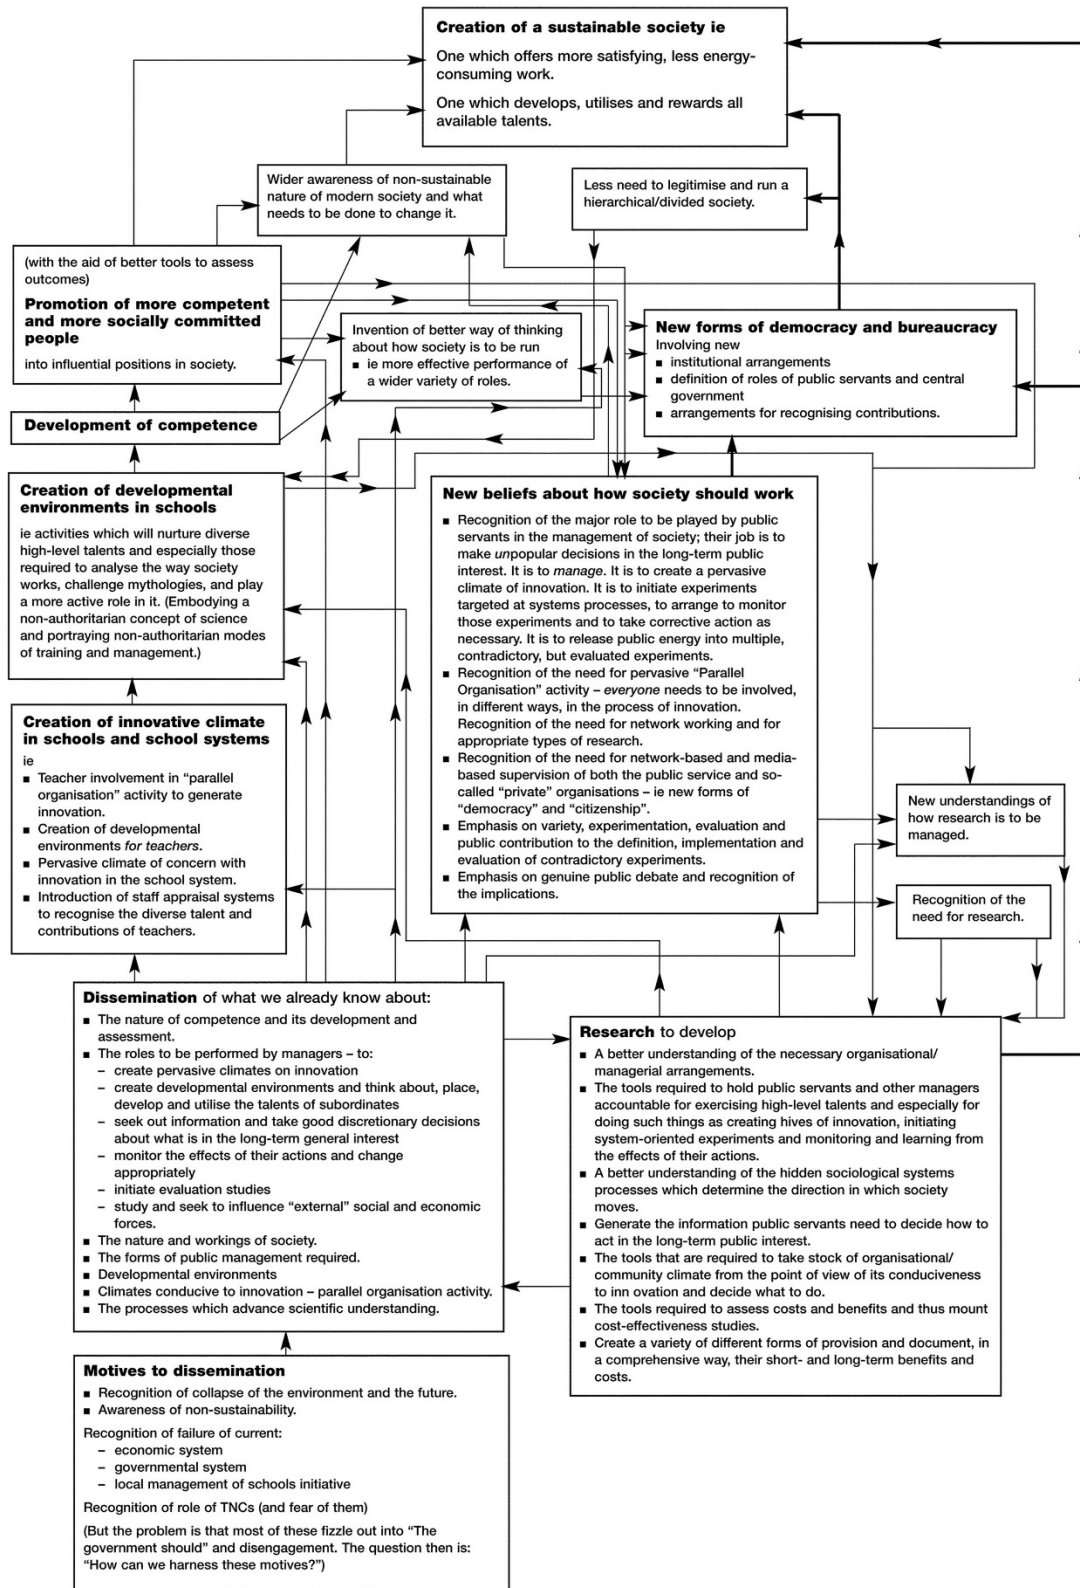 Creation of a sustainable society ie
One which offers more satisfying, less energy-
consuming work.
One which develops, utilises and rewards all
available talents.
Wider awareness of non-sustainable
nature of modern society and what
needs to be done to change it.
Less need to legitimise and run a
hierarchical/divided society.
(with the aid of better tools to assess
outcomes)
Promotion of more competent
and more socially committed
people
into influential positions in society.
Invention of better way of thinking
about how society is to be run
■ ie more effective performance of
a wider variety of roles.
New forms of democracy and bureaucracy
Involving new
■ institutional arrangements
■ definition of roles of public servants and central
government
■ arrangements for recognising contributions.
Development of competence
Creation of developmental
environments in schools
ie activities which will nurture diverse
high-level talents and especially those
required to analyse the way society
works, challenge mythologies, and play
a more active role in it. (Embodying a
non-authoritarian concept of science
and portraying non-authoritarian modes
of training and management.)
New beliefs about how society should work
■ Recognition of the major role to be played by public
servants in the management of society; their job is to
make unpopular decisions in the long-term public
interest. It is to manage. It is to create a pervasive
climate of innovation. It is to initiate experiments
targeted at systems processes, to arrange to monitor
those experiments and to take corrective action as
necessary. It is to release public energy into multiple,
contradictory, but evaluated experiments.
■ Recognition of the need for pervasive “Parallel
Organisation” activity – everyone needs to be involved,
in different ways, in the process of innovation.
Recognition of the need for network working and for
appropriate types of research.
■ Recognition of the need for network-based and media-
based supervision of both the public service and so-
called “private” organisations – ie new forms of
“democracy” and “citizenship”.
■ Emphasis on variety, experimentation, evaluation and
public contribution to the definition, implementation and
evaluation of contradictory experiments.
■ Emphasis on genuine public debate and recognition of
the implications.
Creation of innovative climate
in schools and school systems
ie
■ Teacher involvement in “parallel
organisation” activity to generate
innovation.
■ Creation of developmental
environments for teachers.
■ Pervasive climate of concern with
innovation in the school system.
■ Introduction of staff appraisal systems
to recognise the diverse talent and
contributions of teachers.
New understandings of
how research is to be
managed.
Recognition of the
need for research.
Dissemination of what we already know about:
■ The nature of competence and its development and
assessment.
■ The roles to be performed by managers – to:
– create pervasive climates on innovation
– create developmental environments and think about, place,
develop and utilise the talents of subordinates
– seek out information and take good discretionary decisions
about what is in the long-term general interest
– monitor the effects of their actions and change
appropriately
– initiate evaluation studies
– study and seek to influence “external” social and economic
forces.
■ The nature and workings of society.
■ The forms of public management required.
■ Developmental environments
■ Climates conducive to innovation – parallel organisation activity.
■ The processes which advance scientific understanding.
Research to develop
■ A better understanding of the necessary organisational/
managerial arrangements.
■ The tools required to hold public servants and other managers
accountable for exercising high-level talents and especially for
doing such things as creating hives of innovation, initiating
system-oriented experiments and monitoring and learning from
the effects of their actions.
■ A better understanding of the hidden sociological systems
processes which determine the direction in which society
moves.
■ Generate the information public servants need to decide how to
act in the long-term public interest.
■ The tools that are required to take stock of organisational/
community climate from the point of view of its conduciveness
to inn ovation and decide what to do.
■ The tools required to assess costs and benefits and thus mount
cost-effectiveness studies.
■ Create a variety of different forms of provision and document, in
a comprehensive way, their short- and long-term benefits and
costs.
Motives to dissemination
■ Recognition of collapse of the environment and the future.
■ Awareness of non-sustainability.
Recognition of failure of current:
– economic system
– governmental system
– local management of schools initiative
Recognition of role of TNCs (and fear of them)
(But the problem is that most of these fizzle out into “The
government should” and disengagement. The question then is:
“How can we harness these motives?”)